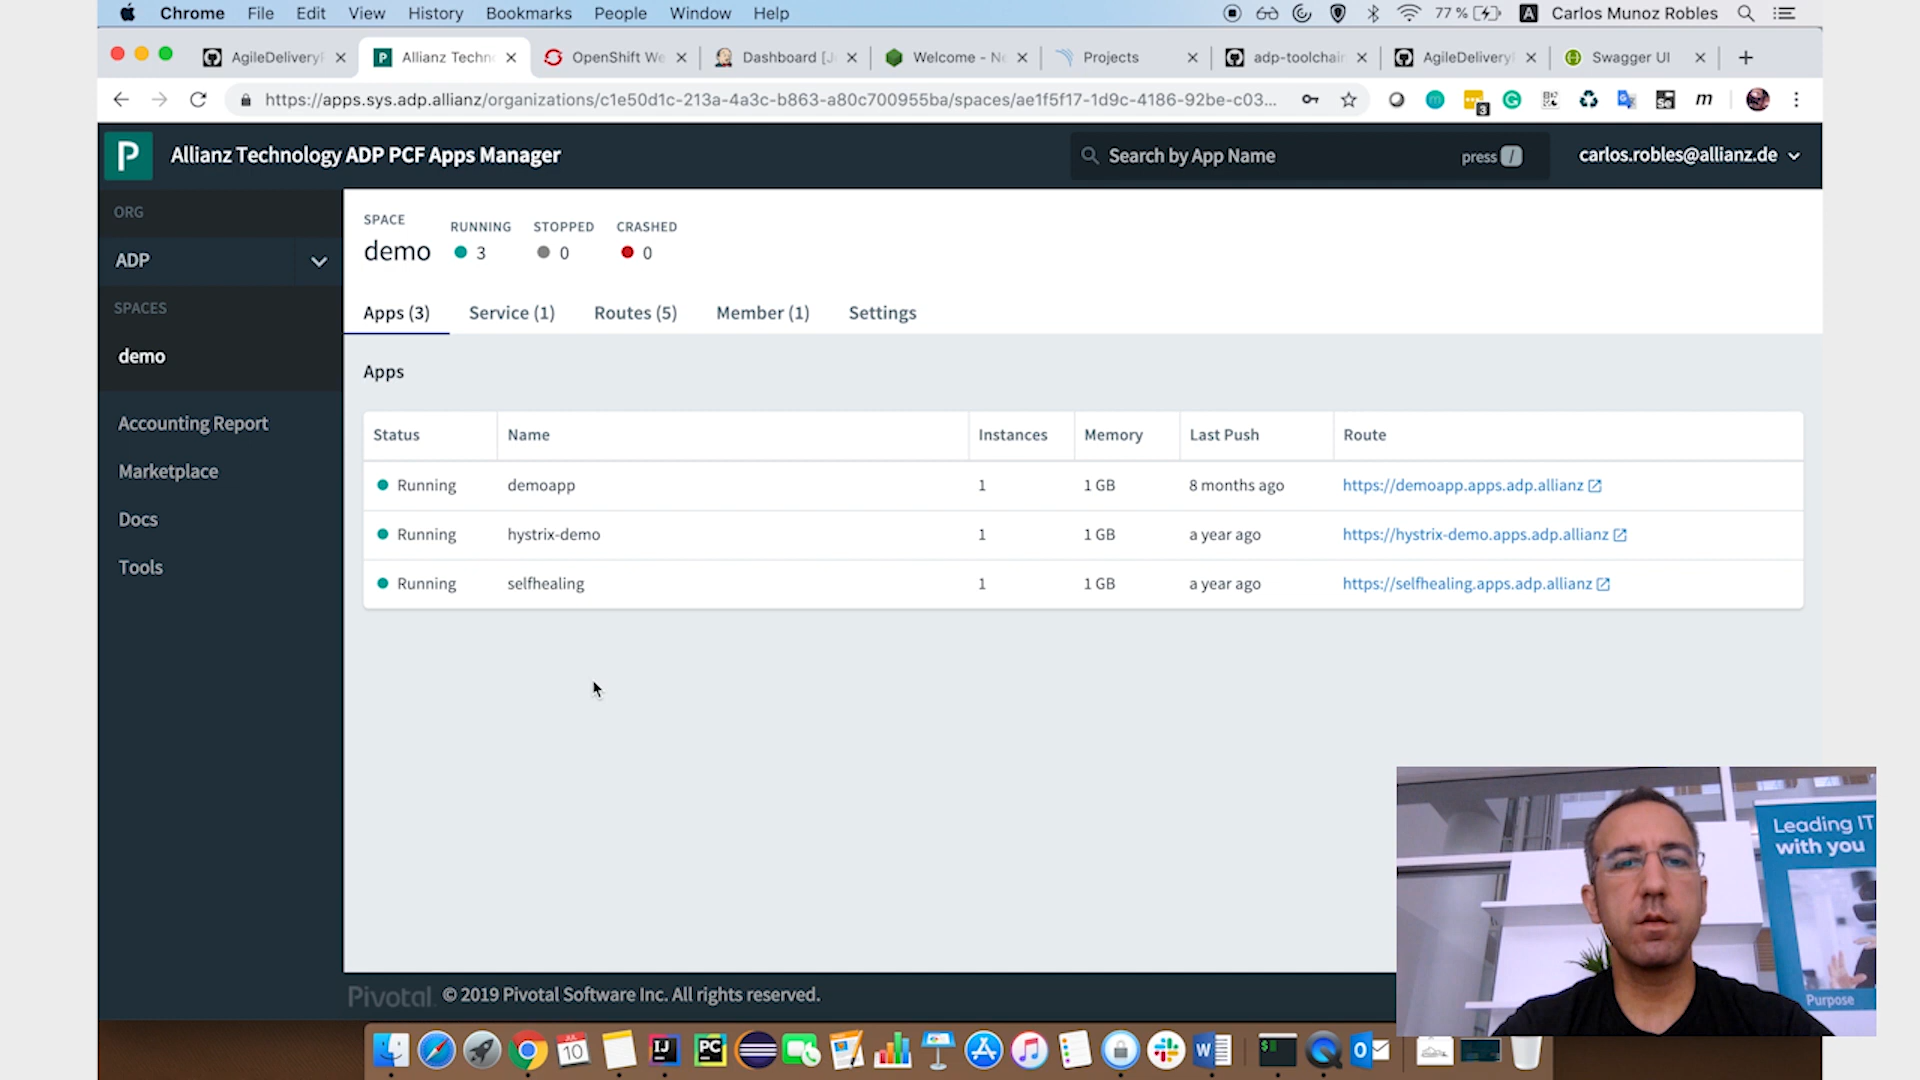 Chrome File Edit View History Bookmarks People Window Help 77 % A Carlos Munoz Robles
AgileDelivery Allianz Techn OpenShift We Dashboard [J Welcome - Ne Projects adp-toolchain AgileDelivery Swagger UI
https://apps.sys.adp.allianz/organizations/c1e50d1c-213a-4a3c-b863-a80c700955ba/spaces/ae1f5f17-1d9c-4186-92be-c03... 3 m
P Allianz Technology ADP PCF Apps Manager Search by App Name press / carlos.robles@allianz.de
ORG
ADP
SPACES
demo
Accounting Report
Marketplace
Docs
Tools
SPACE RUNNING STOPPED CRASHED
demo 3 0 0
Apps (3) Service (1) Routes (5) Member (1) Settings
Apps
Status Name Instances Memory Last Push Route
Running demoapp 1 1 GB 8 months ago https://demoapp.apps.adp.allianz
Running hystrix-demo 1 1 GB a year ago https://hystrix-demo.apps.adp.allianz
Running selfhealing 1 1 GB a year ago https://selfhealing.apps.adp.allianz
Leading IT
with you
Purpose
Pivotal © 2019 Pivotal Software Inc. All rights reserved.
JUL
10 IJ PC W $ O